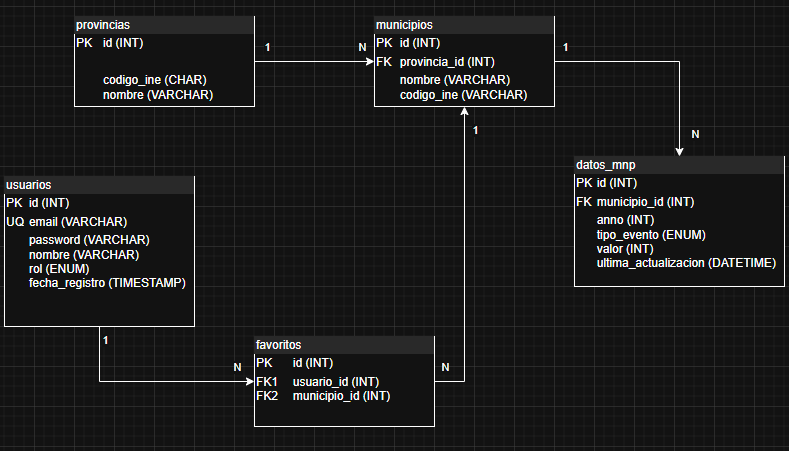 provincias
PK id (INT)
codigo_ine (CHAR)
nombre (VARCHAR)
1
N
municipios
PK id (INT)
FK provincia_id (INT)
nombre (VARCHAR)
codigo_ine (VARCHAR)
1
N
1
datos_mnp
PK id (INT)
FK municipio_id (INT)
anno (INT)
tipo_evento (ENUM)
valor (INT)
ultima_actualizacion (DATETIME)
usuarios
PK id (INT)
UQ email (VARCHAR)
password (VARCHAR)
nombre (VARCHAR)
rol (ENUM)
fecha_registro (TIMESTAMP)
1
N
favoritos
PK id (INT)
FK1 usuario_id (INT)
FK2 municipio_id (INT)
N